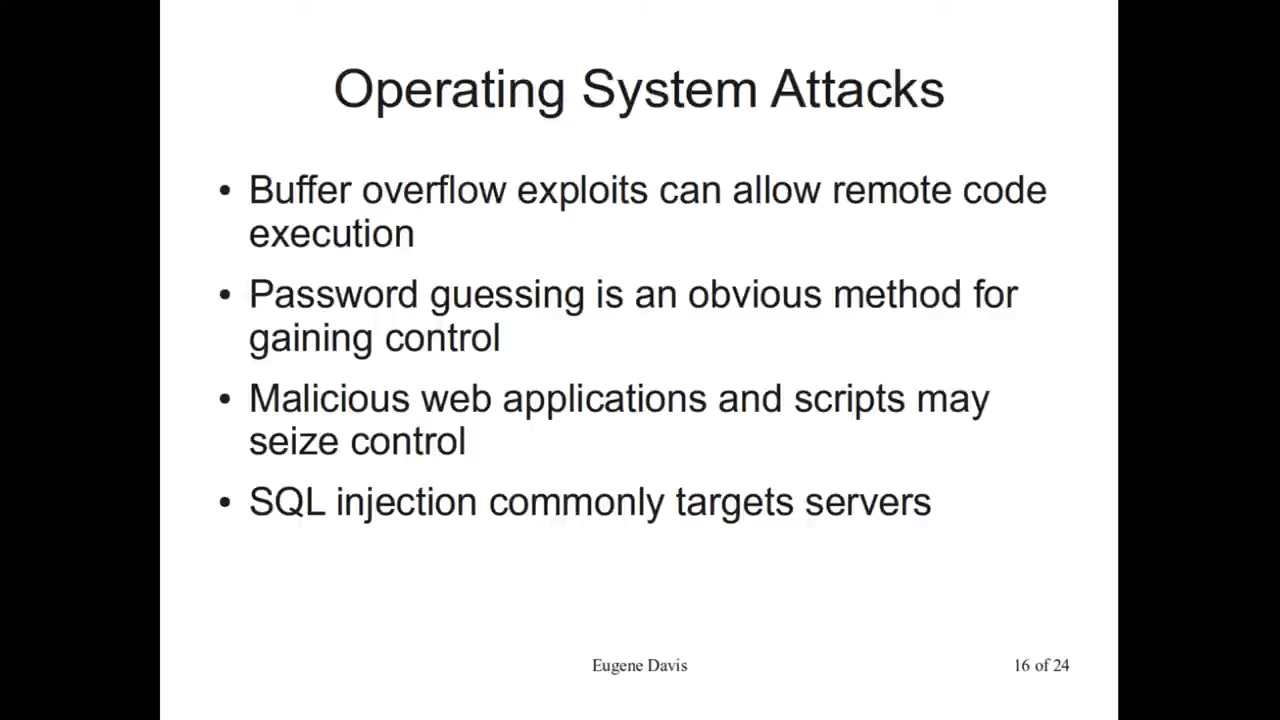 Operating System Attacks
• Buffer overflow exploits can allow remote code
execution
• Password guessing is an obvious method for
gaining control
• Malicious web applications and scripts may
seize control
• SQL injection commonly targets servers
Eugene Davis
16 of 24